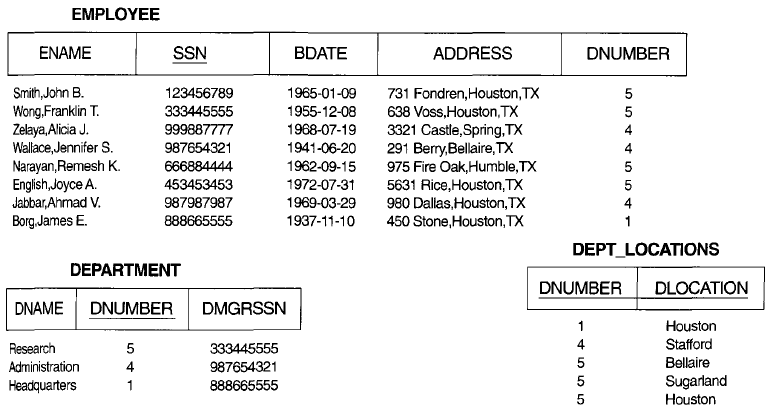 EMPLOYEE
ENAME SSN BDATE ADDRESS DNUMBER
Smith,John B. 123456789 1965-01-09 731 Fondren,Houston,TX 5
Wong,Franklin T. 333445555 1955-12-08 638 Voss,Houston,TX 5
Zelaya,Alicia J. 999887777 1968-07-19 3321 Castle,Spring,TX 4
Wallace,Jennifer S. 987654321 1941-06-20 291 Berry,Bellaire,TX 4
Narayan,Remesh K. 666884444 1962-09-15 975 Fire Oak,Humble,TX 5
English,Joyce A. 453453453 1972-07-31 5631 Rice,Houston,TX 5
Jabbar,Ahmad V. 987987987 1969-03-29 980 Dallas,Houston,TX 4
Borg,James E. 888665555 1937-11-10 450 Stone,Houston,TX 1
DEPARTMENT
DNAME DNUMBER DMGRSSN
Research 5 333445555
Administration 4 987654321
Headquarters 1 888665555
DEPT_LOCATIONS
DNUMBER DLOCATION
1 Houston
4 Stafford
5 Bellaire
5 Sugarland
5 Houston